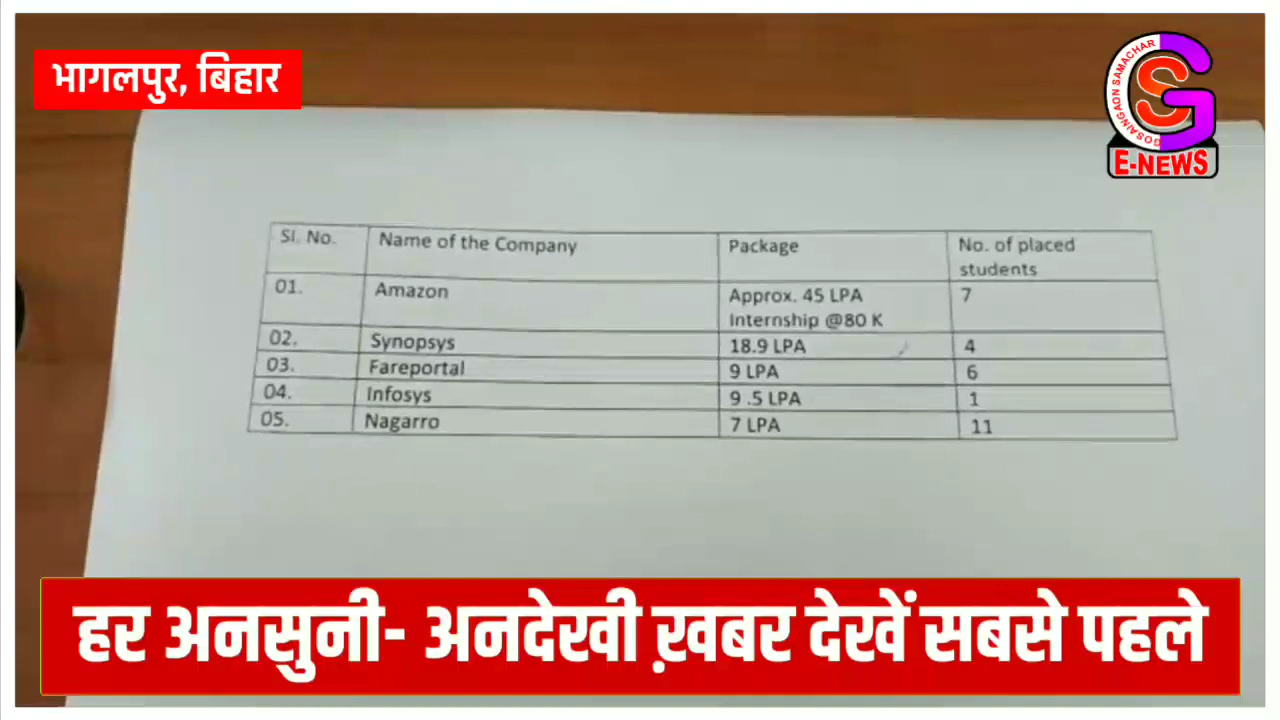 भागलपुर, बिहार
GOSAINGAON SAMACHAR
SG
E-NEWS
Sl. No. Name of the Company Package No. of placed students
01. Amazon Approx. 45 LPA Internship @80 K 7
02. Synopsys 18.9 LPA 4
03. Fareportal 9 LPA 6
04. Infosys 9 .5 LPA 1
05. Nagarro 7 LPA 11
हर अनसुनी- अनदेखी ख़बर देखें सबसे पहले